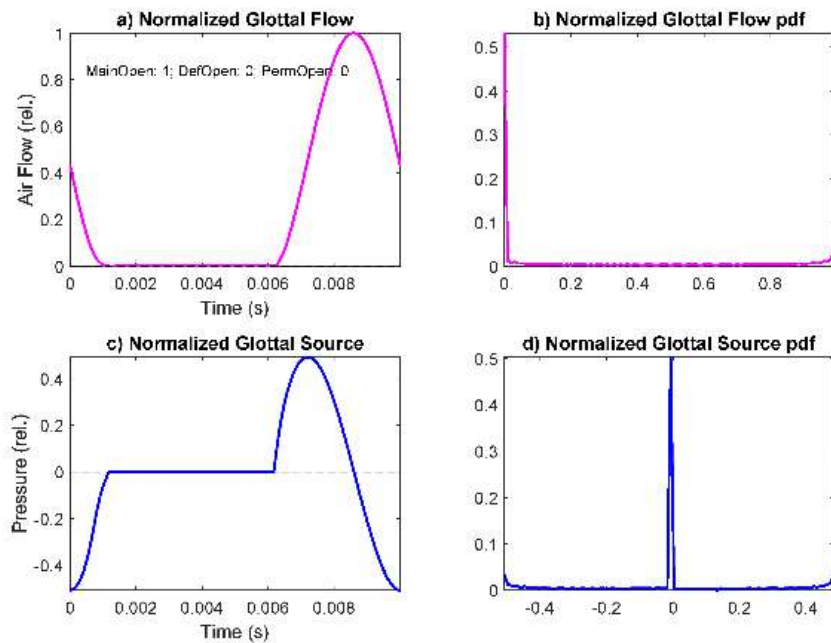 a) Normalized Glottal Flow
MainOpen: 1; DefOpen: 0; PermOpen: 0
Air Flow (rel.)
1
0.8
0.6
0.4
0.2
0
0 0.002 0.004 0.006 0.008
Time (s)
b) Normalized Glottal Flow pdf
0.5
0.4
0.3
0.2
0.1
0
0 0.2 0.4 0.6 0.8
c) Normalized Glottal Source
Pressure (rel.)
0.4
0.2
0
-0.2
-0.4
0 0.002 0.004 0.006 0.008
Time (s)
d) Normalized Glottal Source pdf
0.5
0.4
0.3
0.2
0.1
0
-0.4 -0.2 0 0.2 0.4